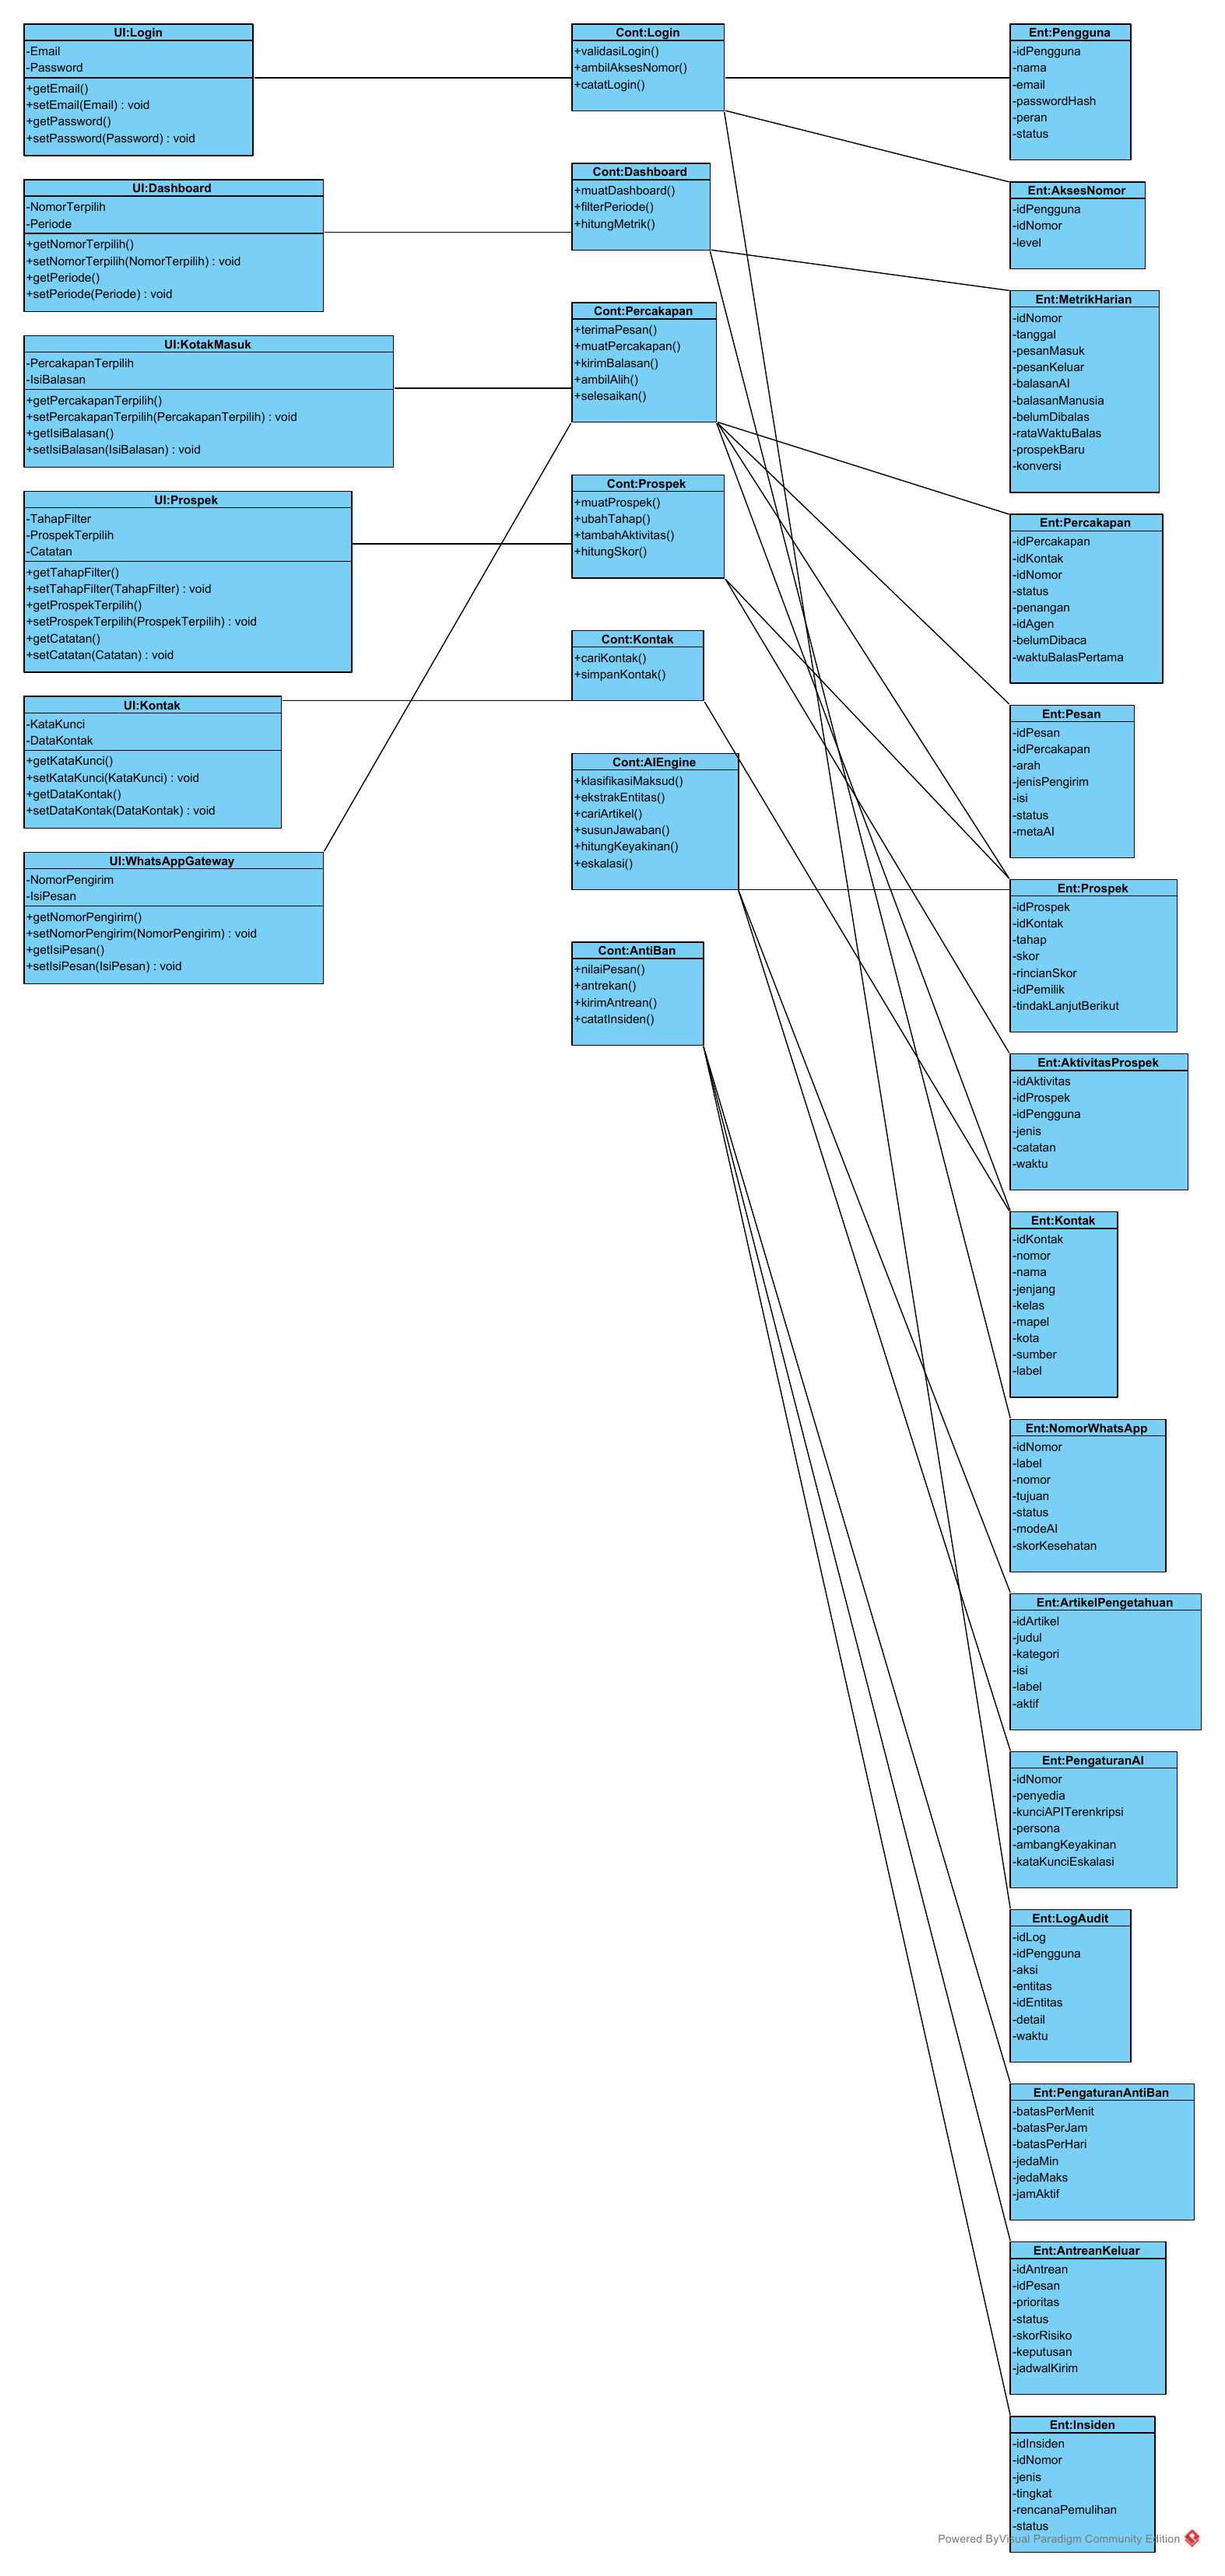 UI:Login
-Email
-Password
+getEmail()
+setEmail(Email) : void
+getPassword()
+setPassword(Password) : void
UI:Dashboard
-NomorTerpilih
-Periode
+getNomorTerpilih()
+setNomorTerpilih(NomorTerpilih) : void
+getPeriode()
+setPeriode(Periode) : void
UI:KotakMasuk
-PercakapanTerpilih
-IsiBalasan
+getPercakapanTerpilih()
+setPercakapanTerpilih(PercakapanTerpilih) : void
+getIsiBalasan()
+setIsiBalasan(IsiBalasan) : void
UI:Prospek
-TahapFilter
-ProspekTerpilih
-Catatan
+getTahapFilter()
+setTahapFilter(TahapFilter) : void
+getProspekTerpilih()
+setProspekTerpilih(ProspekTerpilih) : void
+getCatatan()
+setCatatan(Catatan) : void
UI:Kontak
-KataKunci
-DataKontak
+getKataKunci()
+setKataKunci(KataKunci) : void
+getDataKontak()
+setDataKontak(DataKontak) : void
UI:WhatsAppGateway
-NomorPengirim
-IsiPesan
+getNomorPengirim()
+setNomorPengirim(NomorPengirim) : void
+getIsiPesan()
+setIsiPesan(IsiPesan) : void
Cont:Login
+validasiLogin()
+ambilAksesNomor()
+catatLogin()
Cont:Dashboard
+muatDashboard()
+filterPeriode()
+hitungMetrik()
Cont:Percakapan
+terimaPesan()
+muatPercakapan()
+kirimBalasan()
+ambilAlih()
+selesaikan()
Cont:Prospek
+muatProspek()
+ubahTahap()
+tambahAktivitas()
+hitungSkor()
Cont:Kontak
+cariKontak()
+simpanKontak()
Cont:AIEngine
+klasifikasiMaksud()
+ekstrakEntitas()
+cariArtikel()
+susunJawaban()
+hitungKeyakinan()
+eskalasi()
Cont:AntiBan
+nilaiPesan()
+antrekan()
+kirimAntrean()
+catatInsiden()
Ent:Pengguna
-idPengguna
-nama
-email
-passwordHash
-peran
-status
Ent:AksesNomor
-idPengguna
-idNomor
-level
Ent:MetrikHarian
-idNomor
-tanggal
-pesanMasuk
-pesanKeluar
-balasanAI
-balasanManusia
-belumDibalas
-rataWaktuBalas
-prospekBaru
-konversi
Ent:Percakapan
-idPercakapan
-idKontak
-idNomor
-status
-penangan
-idAgen
-belumDibaca
-waktuBalasPertama
Ent:Pesan
-idPesan
-idPercakapan
-arah
-jenisPengirim
-isi
-status
-metaAI
Ent:Prospek
-idProspek
-idKontak
-tahap
-skor
-rincianSkor
-idPemilik
-tindakLanjutBerikut
Ent:AktivitasProspek
-idAktivitas
-idProspek
-idPengguna
-jenis
-catatan
-waktu
Ent:Kontak
-idKontak
-nomor
-nama
-jenjang
-kelas
-mapel
-kota
-sumber
-label
Ent:NomorWhatsApp
-idNomor
-label
-nomor
-tujuan
-status
-modeAI
-skorKesehatan
Ent:ArtikelPengetahuan
-idArtikel
-judul
-kategori
-isi
-label
-aktif
Ent:PengaturanAI
-idNomor
-penyedia
-kunciAPITerenkripsi
-persona
-ambangKeyakinan
-kataKunciEskalasi
Ent:LogAudit
-idLog
-idPengguna
-aksi
-entitas
-idEntitas
-detail
-waktu
Ent:PengaturanAntiBan
-batasPerMenit
-batasPerJam
-batasPerHari
-jedaMin
-jedaMaks
-jamAktif
Ent:AntreanKeluar
-idAntrean
-idPesan
-prioritas
-status
-skorRisiko
-keputusan
-jadwalKirim
Ent:Insiden
-idInsiden
-idNomor
-jenis
-tingkat
-rencanaPemulihan
-status
Powered ByVisual Paradigm Community Edition